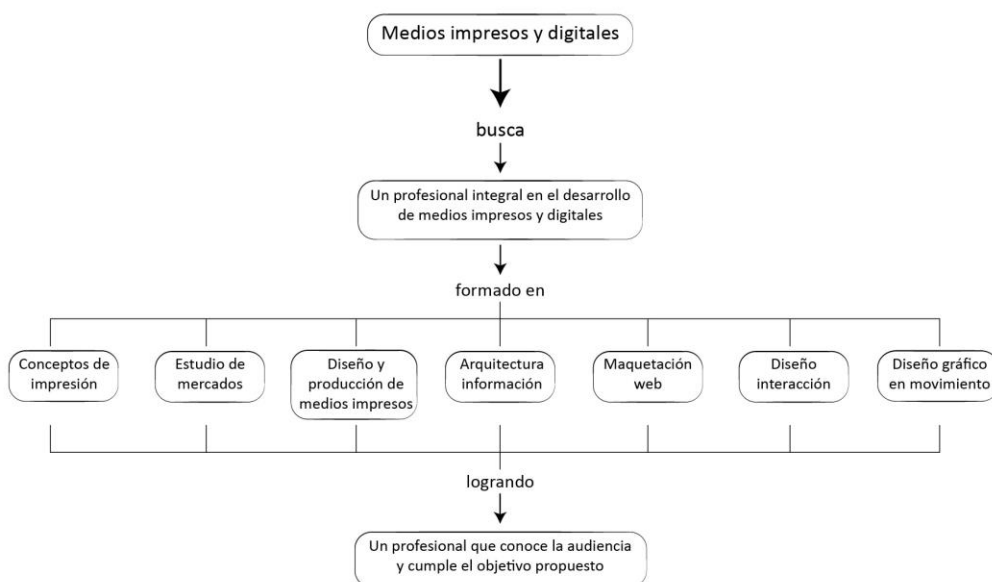 Medios impresos y digitales
busca
Un profesional integral en el desarrollo
de medios impresos y digitales
formado en
Conceptos de
impresión
Estudio de
mercados
Diseño y
producción de
medios impresos
Arquitectura
información
Maquetación
web
Diseño
interacción
Diseño gráfico
en movimiento
logrando
Un profesional que conoce la audiencia
y cumple el objetivo propuesto